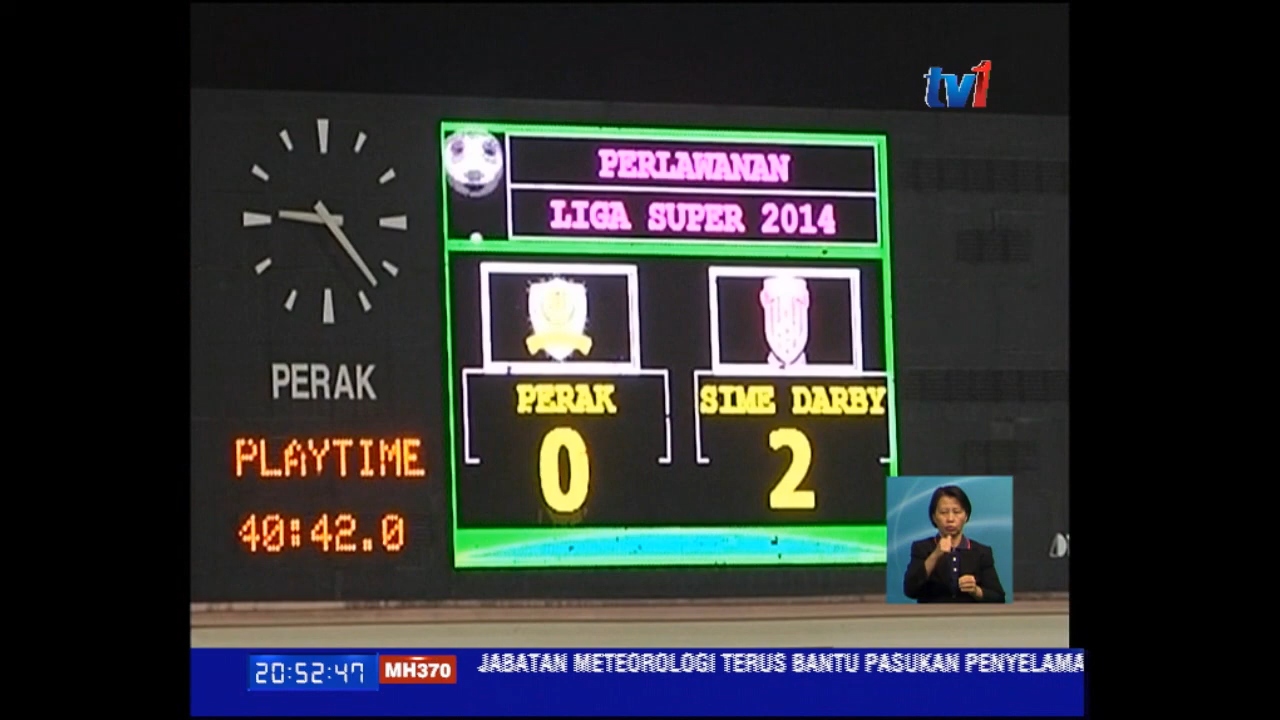 tv1
PERLAWANAN
LIGA SUPER 2014
PERAK
PERAK
SIME DARBY
0
2
PLAYTIME
40:42.0
20:52:47
MH370
JABATAN METEOROLOGI TERUS BANTU PASUKAN PENYELAMA